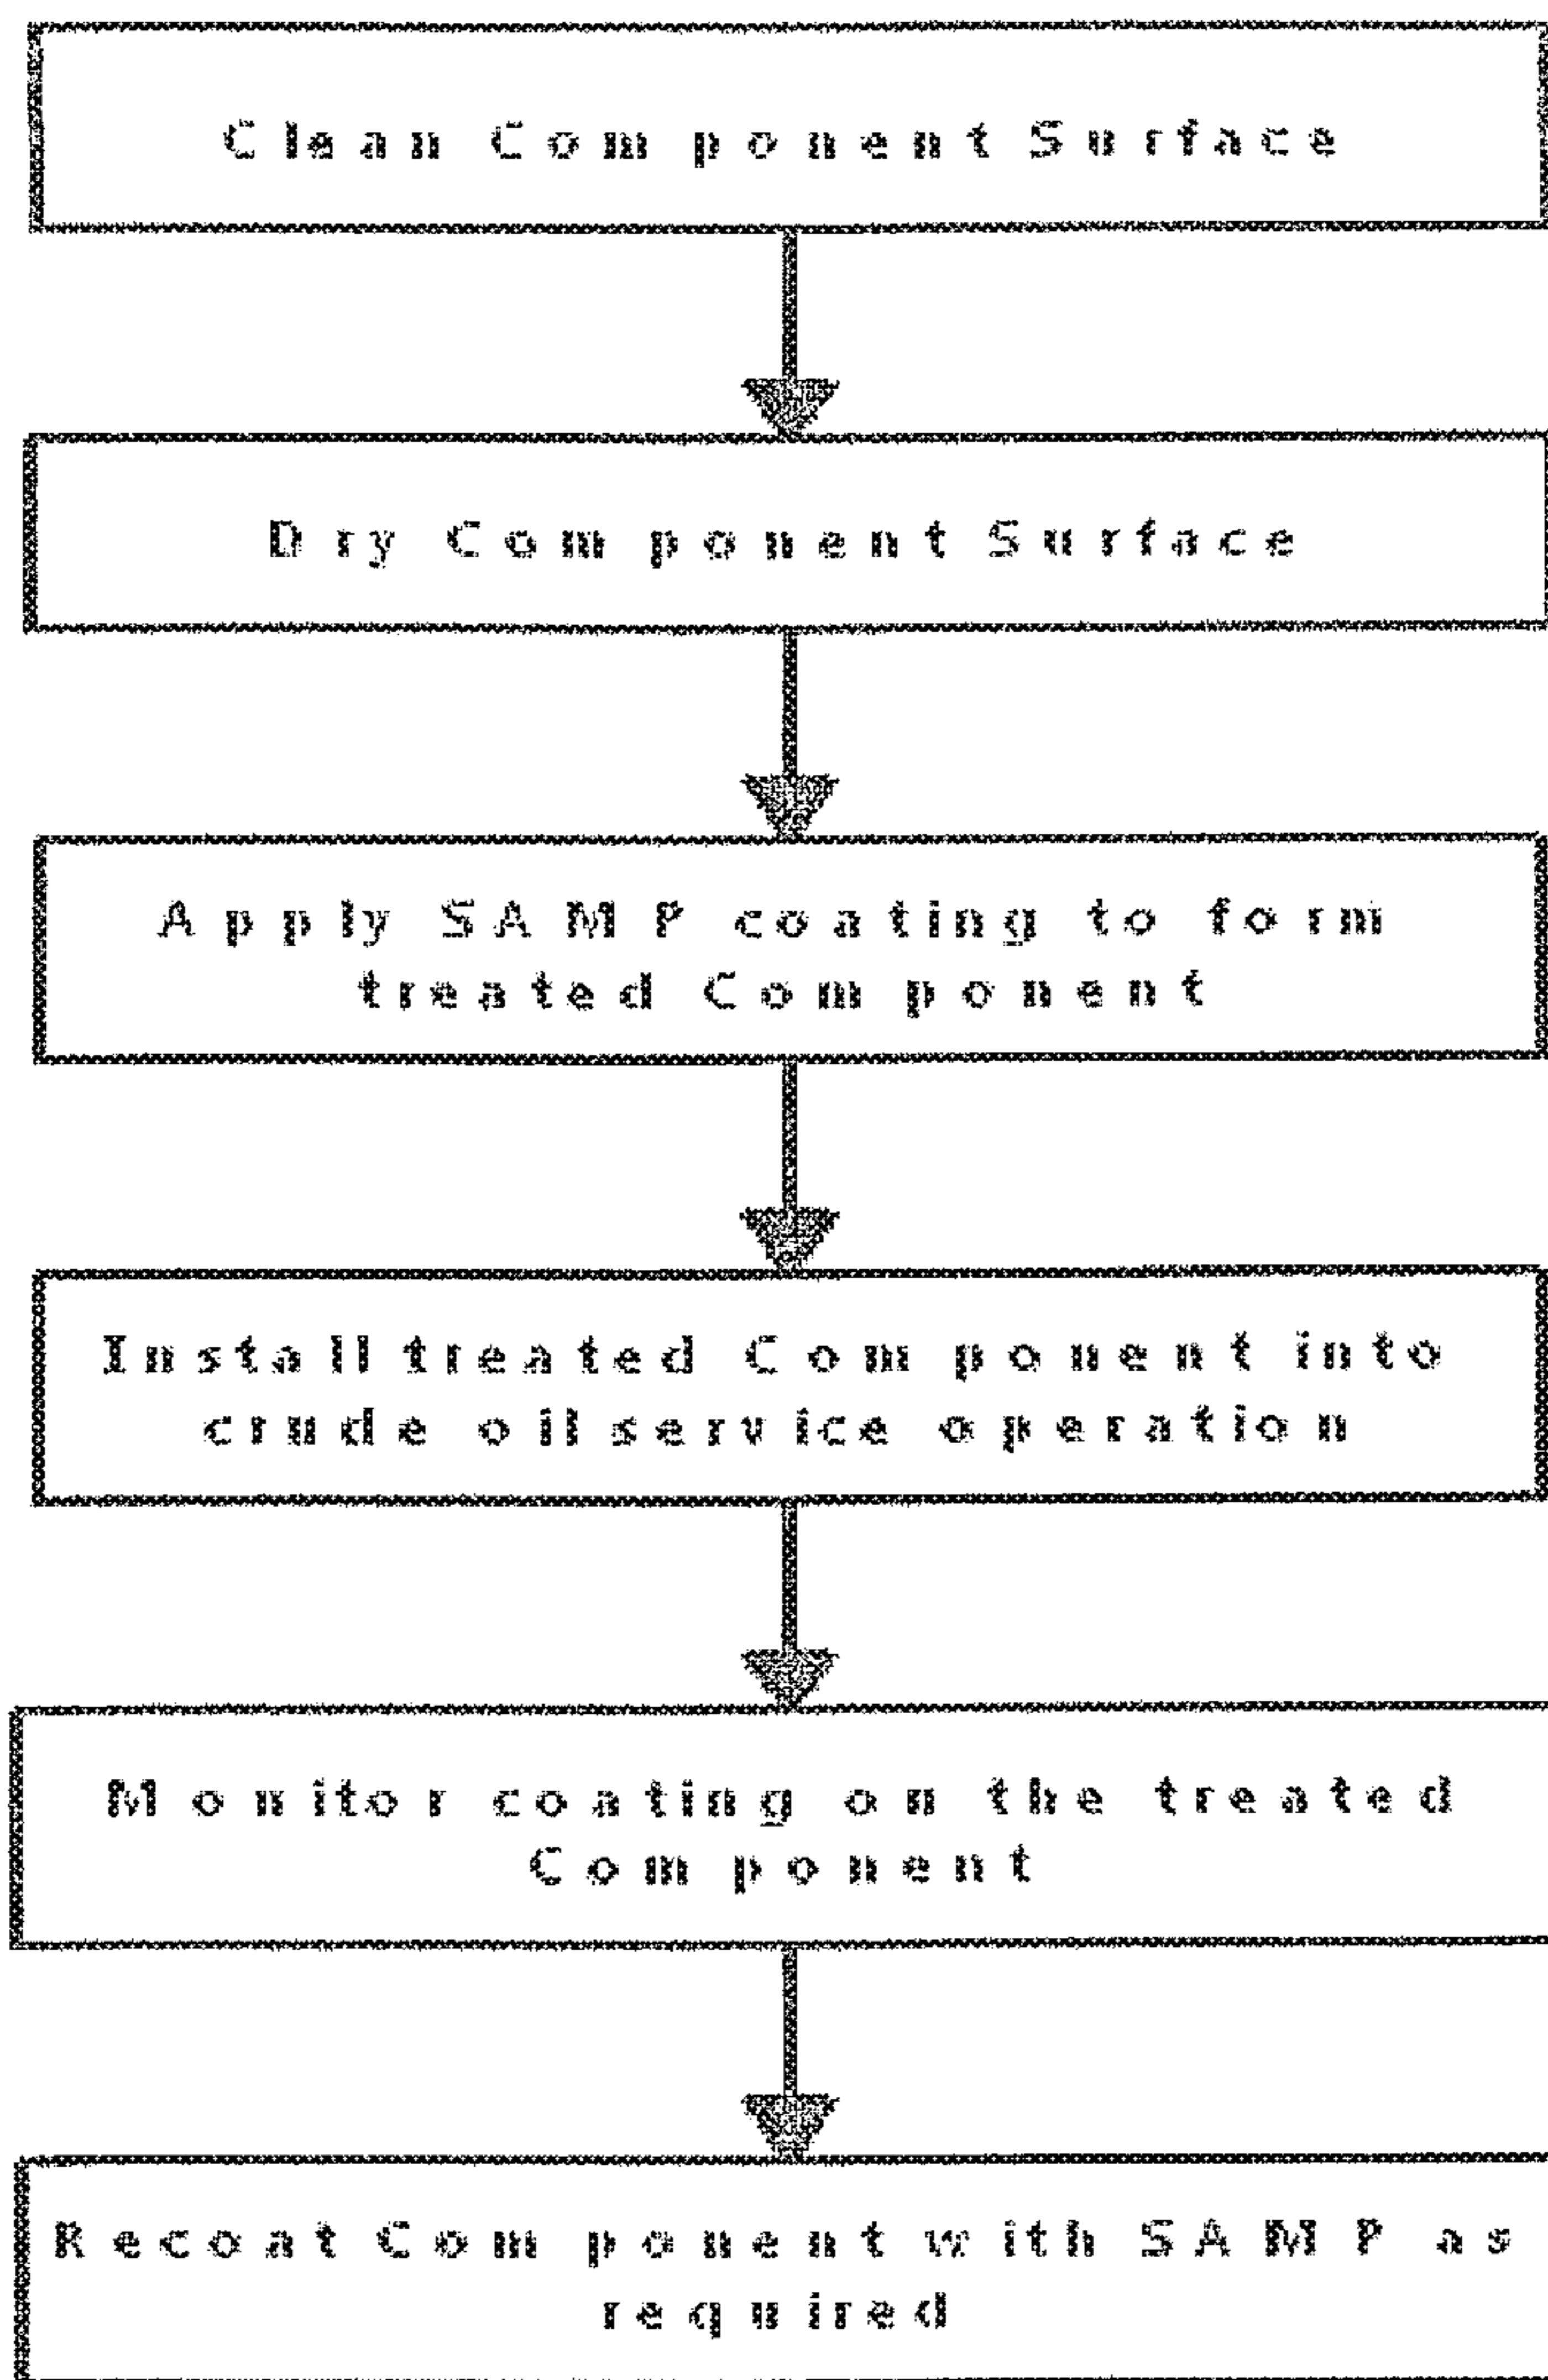 Clean Component Surface
Dry Component Surface
Apply SAMP coating to form
treated Component
Install treated Component into
crude oil service operation
Monitor coating on the treated
Component
Recoat Component with SAMP as
required